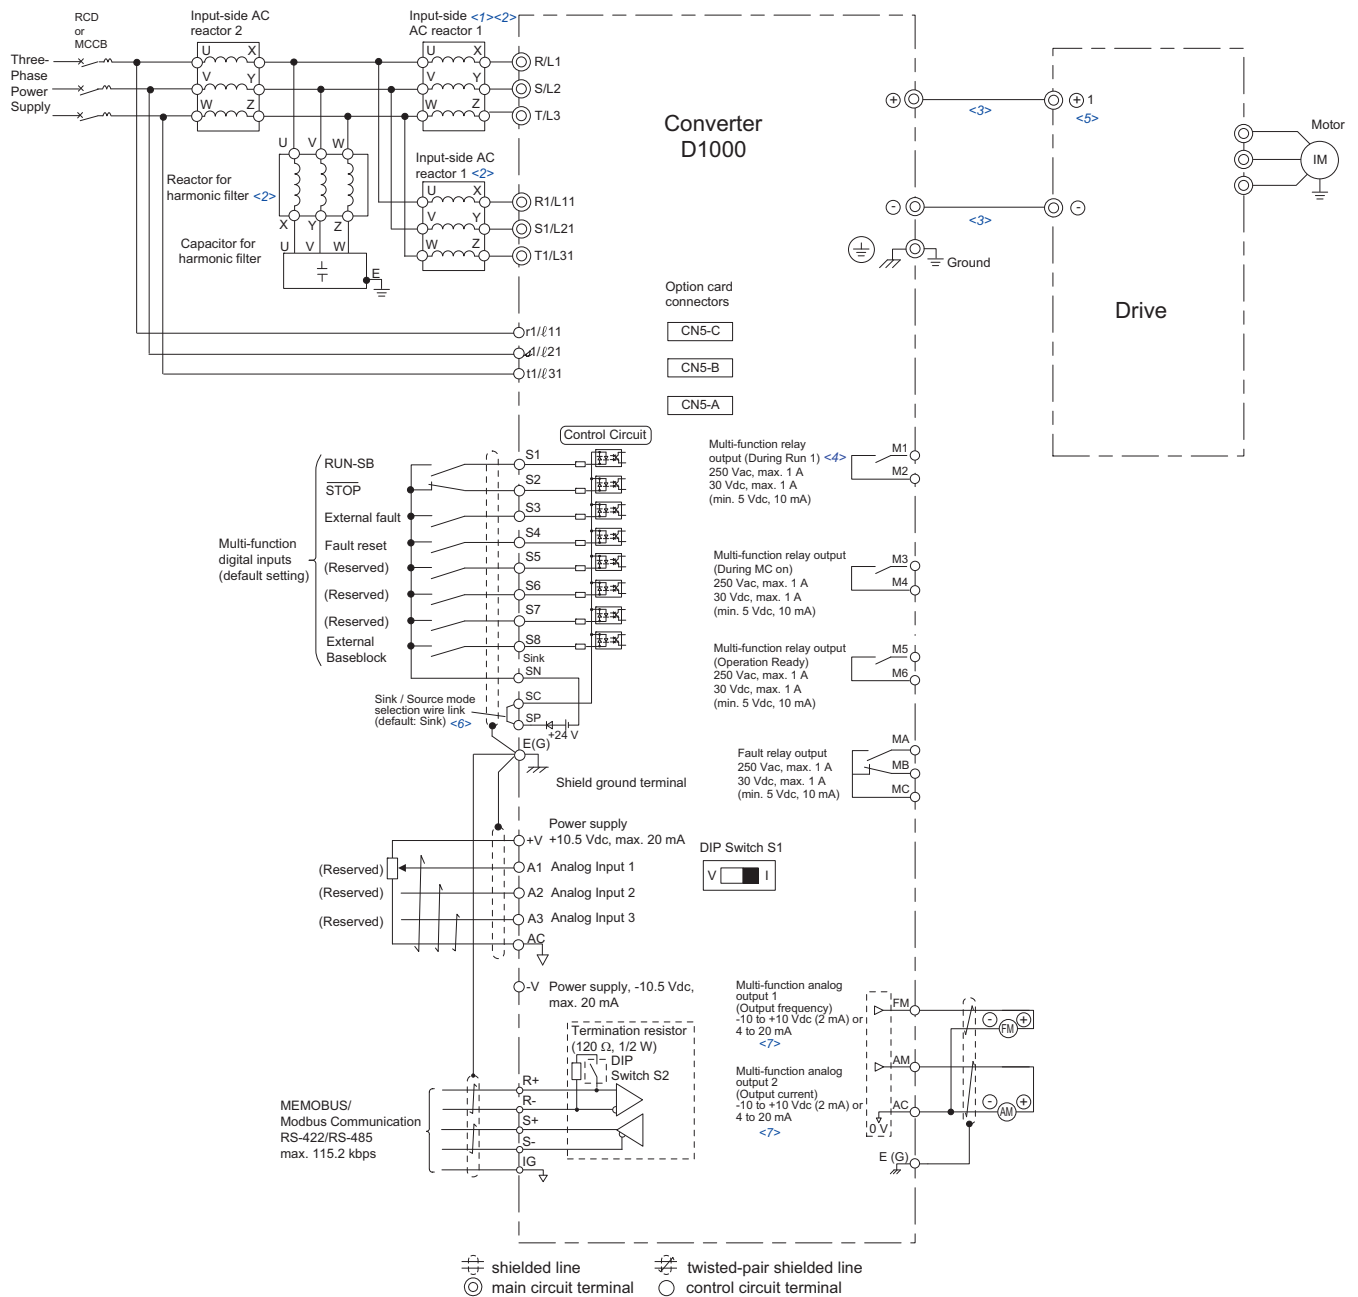 RCD
or
MCCB
Three-
Phase
Power
Supply
Input-side AC
reactor 2
U X
V Y
W Z
Input-side <1><2>
AC reactor 1
U X
V Y
W Z
R/L1
S/L2
T/L3
U V W
Reactor for
harmonic filter <2>
X Y Z
Capacitor for
harmonic filter
U V W
E
Input-side AC
reactor 1 <2>
U X
V Y
W Z
R1/L11
S1/L21
T1/L31
r1/ℓ11
1/ℓ21
t1/ℓ31
Converter
D1000
+
<3>
+ 1
<5>
-
<3>
-
Ground
Drive
Motor
IM
Option card
connectors
CN5-C
CN5-B
CN5-A
Control Circuit
Multi-function
digital inputs
(default setting)
RUN-SB
STOP
External fault
Fault reset
(Reserved)
(Reserved)
(Reserved)
External
Baseblock
S1
S2
S3
S4
S5
S6
S7
S8
Sink
SN
SC
SP
+24 V
Sink / Source mode
selection wire link
(default: Sink) <6>
E(G)
Shield ground terminal
Multi-function relay
output (During Run 1) <4>
250 Vac, max. 1 A
30 Vdc, max. 1 A
(min. 5 Vdc, 10 mA)
M1
M2
Multi-function relay output
(During MC on)
250 Vac, max. 1 A
30 Vdc, max. 1 A
(min. 5 Vdc, 10 mA)
M3
M4
Multi-function relay output
(Operation Ready)
250 Vac, max. 1 A
30 Vdc, max. 1 A
(min. 5 Vdc, 10 mA)
M5
M6
Fault relay output
250 Vac, max. 1 A
30 Vdc, max. 1 A
(min. 5 Vdc, 10 mA)
MA
MB
MC
Power supply
+V +10.5 Vdc, max. 20 mA
(Reserved) A1 Analog Input 1
(Reserved) A2 Analog Input 2
(Reserved) A3 Analog Input 3
AC
-V Power supply, -10.5 Vdc,
max. 20 mA
DIP Switch S1
V I
Termination resistor
(120 Ω, 1/2 W)
DIP
Switch S2
MEMOBUS/
Modbus Communication
RS-422/RS-485
max. 115.2 kbps
R+
R-
S+
S-
IG
Multi-function analog
output 1
(Output frequency)
-10 to +10 Vdc (2 mA) or
4 to 20 mA
<7>
Multi-function analog
output 2
(Output current)
-10 to +10 Vdc (2 mA) or
4 to 20 mA
<7>
FM
AM
AC
0 V
E (G)
- +
FM
- +
AM
shielded line
twisted-pair shielded line
main circuit terminal
control circuit terminal